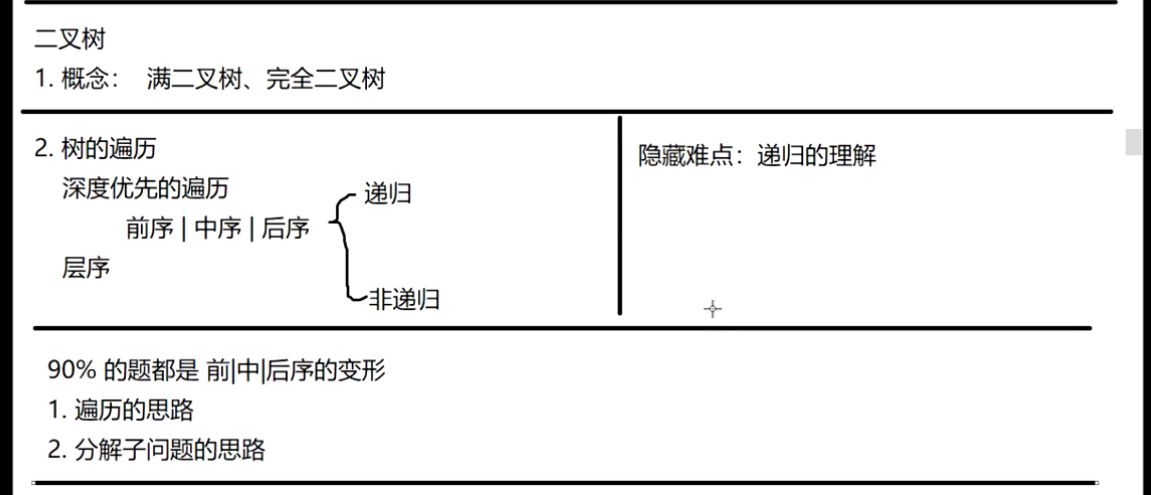 二叉树
1. 概念： 满二叉树、完全二叉树
2. 树的遍历
深度优先的遍历
前序 | 中序 | 后序
递归
非递归
层序
隐藏难点：递归的理解
90% 的题都是 前|中|后序的变形
1. 遍历的思路
2. 分解子问题的思路